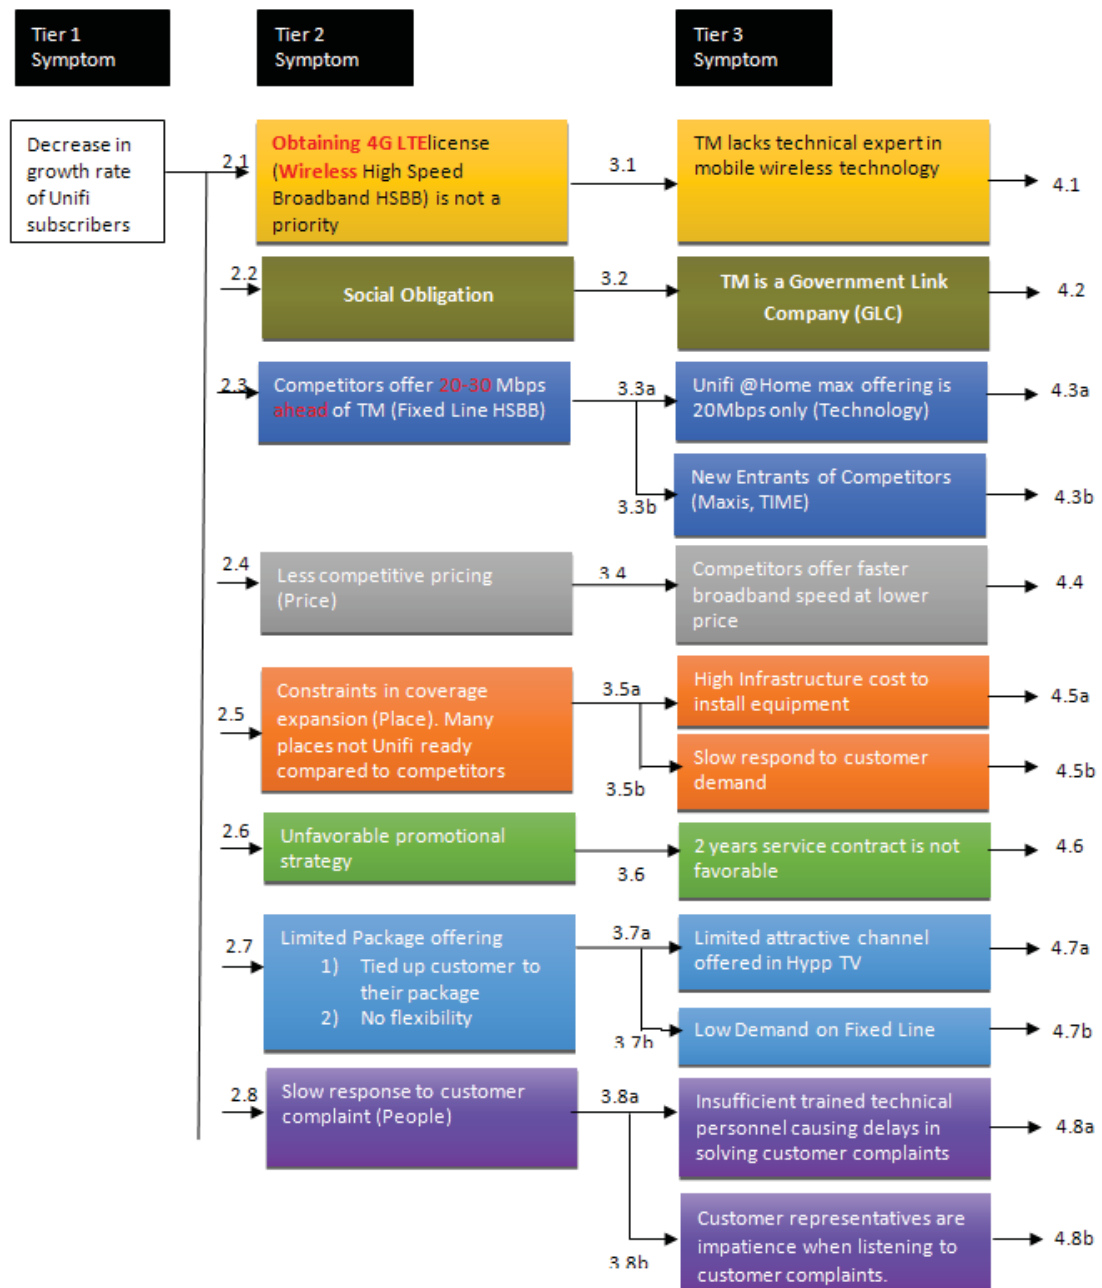 Tier 1
Symptom
Tier 2
Symptom
Tier 3
Symptom
Decrease in
growth rate
of Unifi
subscribers
2.1
Obtaining 4G LTElicense
(Wireless High Speed
Broadband HSBB) is not a
priority
3.1
TM lacks technical expert in
mobile wireless technology
4.1
2.2
Social Obligation
3.2
TM is a Government Link
Company (GLC)
4.2
2.3
Competitors offer 20-30 Mbps
ahead of TM (Fixed Line HSBB)
3.3a
Unifi @Home max offering is
20Mbps only (Technology)
4.3a
3.3b
New Entrants of Competitors
(Maxis, TIME)
4.3b
2.4
Less competitive pricing
(Price)
3.4
Competitors offer faster
broadband speed at lower
price
4.4
2.5
Constraints in coverage
expansion (Place). Many
places not Unifi ready
compared to competitors
3.5a
High Infrastructure cost to
install equipment
4.5a
3.5b
Slow respond to customer
demand
4.5b
2.6
Unfavorable promotional
strategy
3.6
2 years service contract is not
favorable
4.6
2.7
Limited Package offering
1) Tied up customer to
their package
2) No flexibility
3.7a
Limited attractive channel
offered in Hypp TV
4.7a
3.7b
Low Demand on Fixed Line
4.7b
2.8
Slow response to customer
complaint (People)
3.8a
Insufficient trained technical
personnel causing delays in
solving customer complaints
4.8a
3.8b
Customer representatives are
impatience when listening to
customer complaints.
4.8b